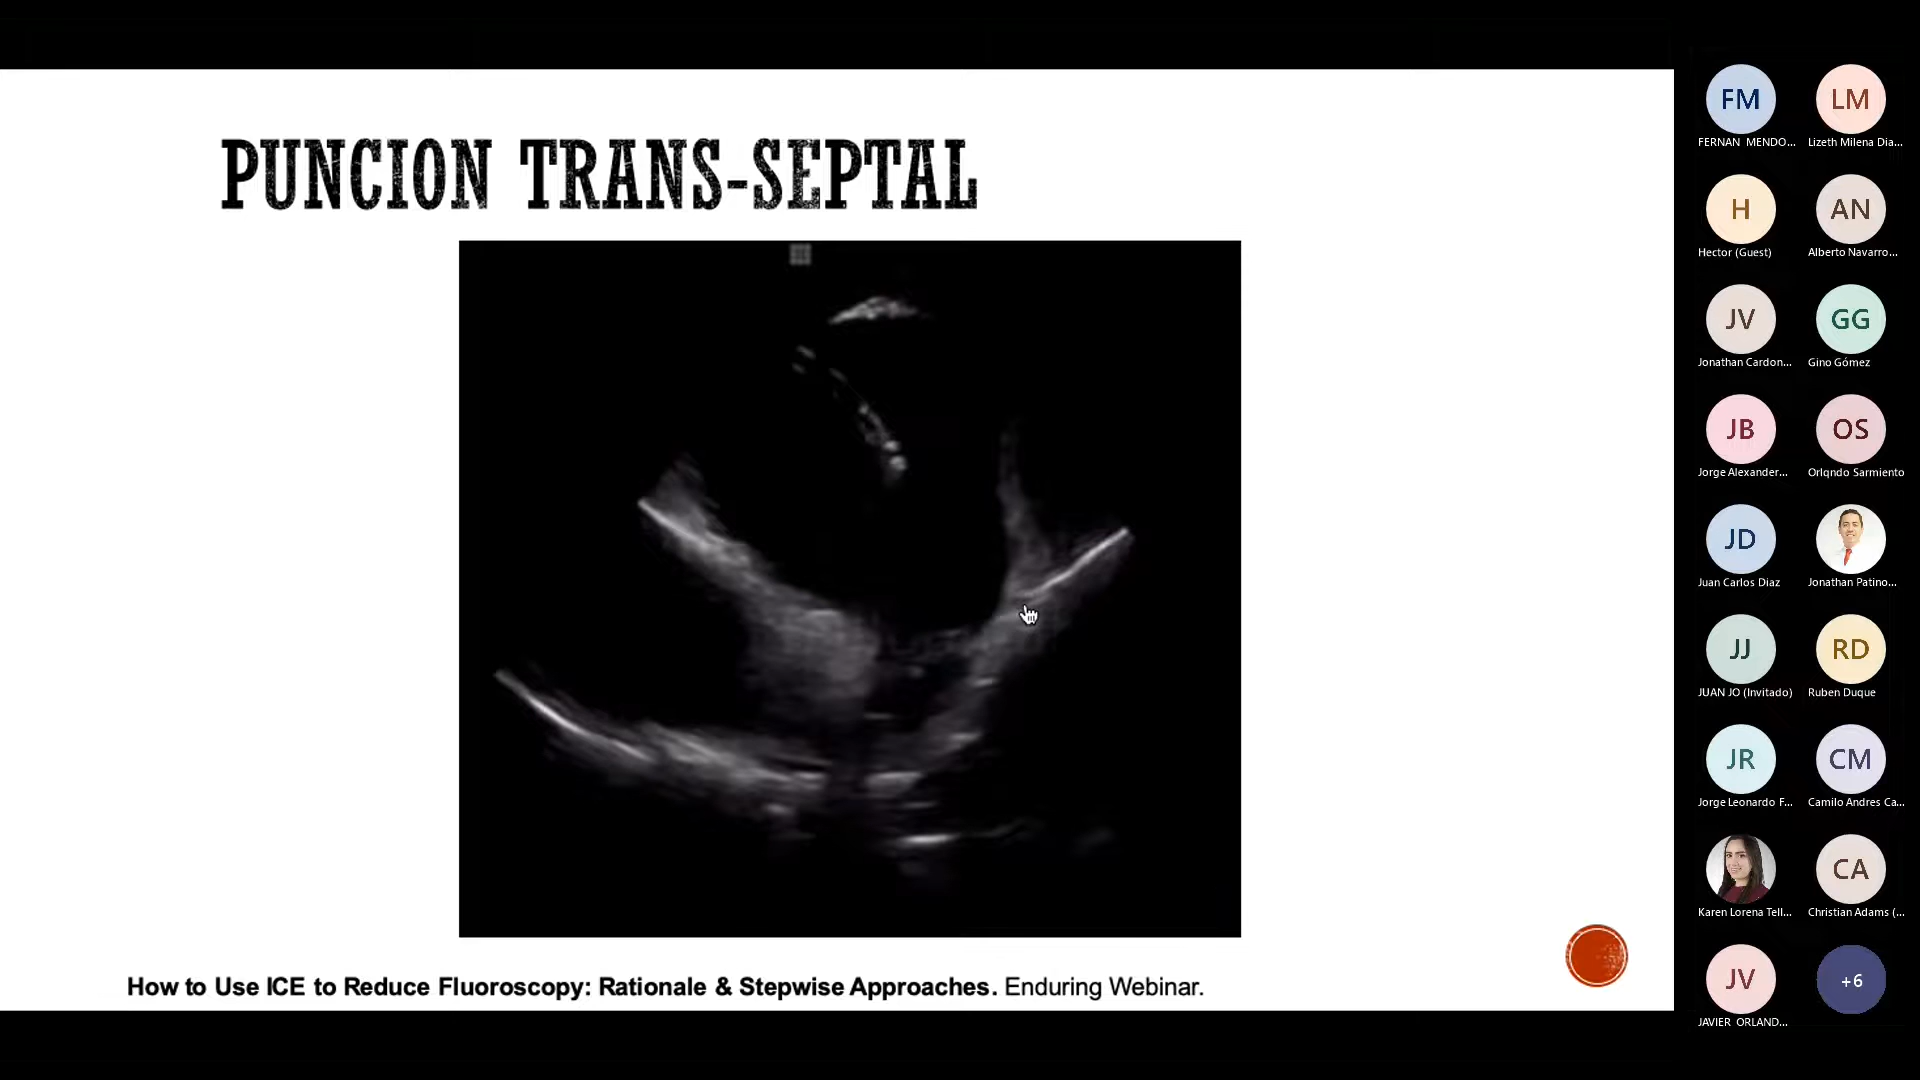 PUNCION TRANS-SEPTAL
How to Use ICE to Reduce Fluoroscopy: Rationale & Stepwise Approaches. Enduring Webinar.
FM
FERNAN MENDO...
LM
Lizeth Milena Dia...
H
Hector (Guest)
AN
Alberto Navarro...
JV
Jonathan Cardon...
GG
Gino Gómez
JB
Jorge Alexander...
OS
Orlqndo Sarmiento
JD
Juan Carlos Diaz
Jonathan Patino...
JJ
JUAN JO (Invitado)
RD
Ruben Duque
JR
Jorge Leonardo F...
CM
Camilo Andres Ca...
Karen Lorena Tell...
CA
Christian Adams (...
JV
JAVIER ORLAND...
+6